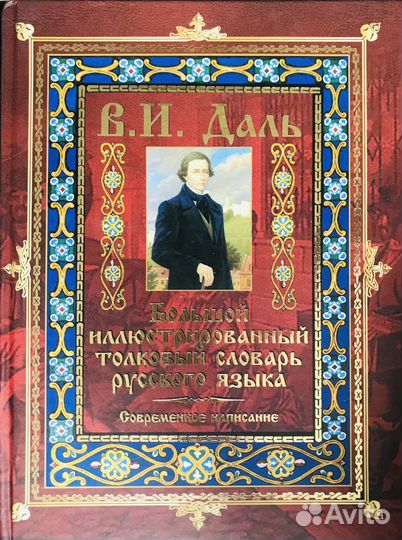 В.И. Даль
Большой
иллюстрированный
толковый словарь
русского языка
Современное написание
Avito